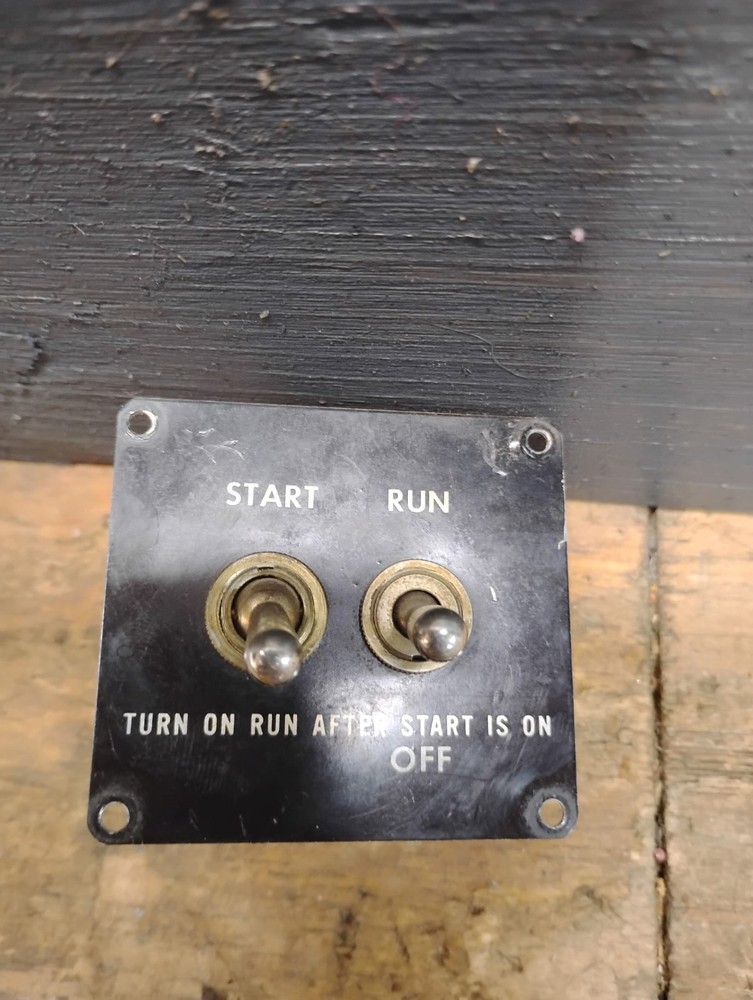 START RUN
TURN ON RUN AFTER START IS ON
OFF